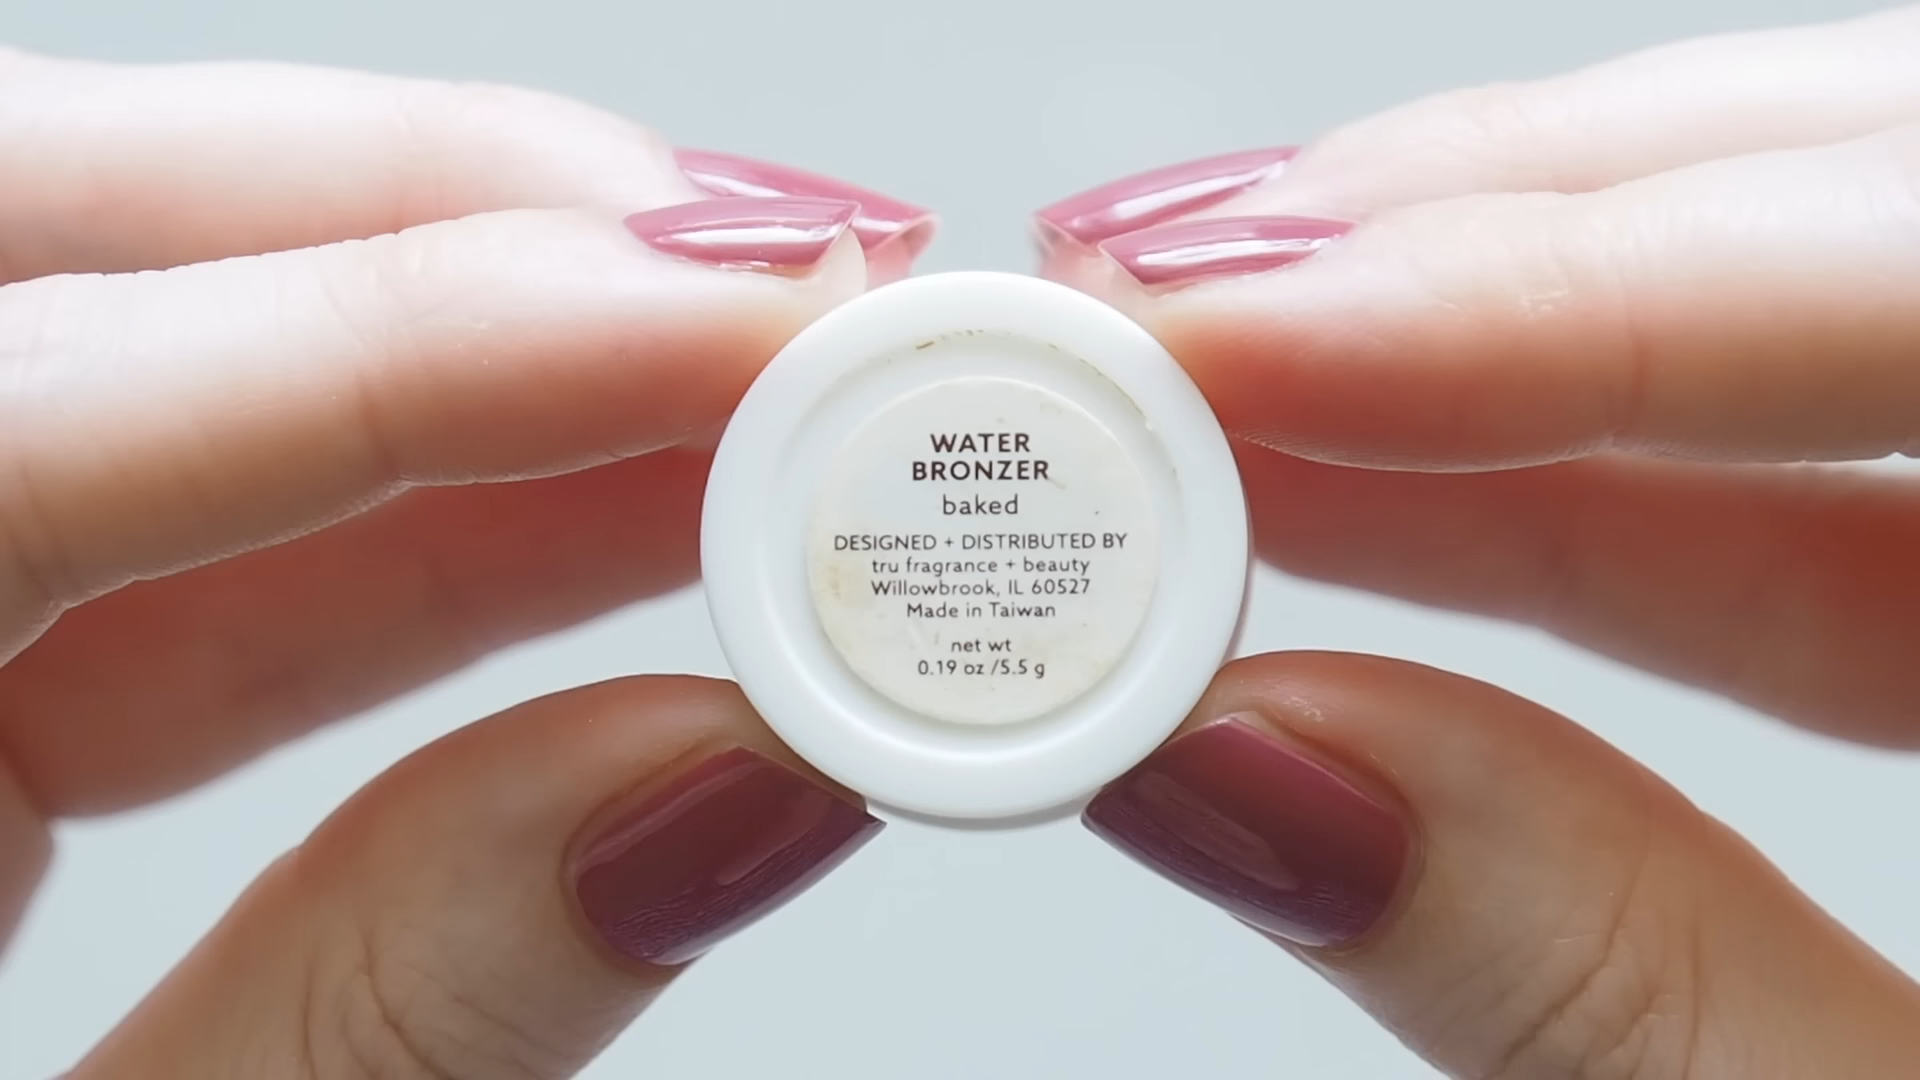 WATER
BRONZER
baked
DESIGNED + DISTRIBUTED BY
tru fragrance + beauty
Willowbrook, IL 60527
Made in Taiwan
net wt
0.19 oz /5.5 g